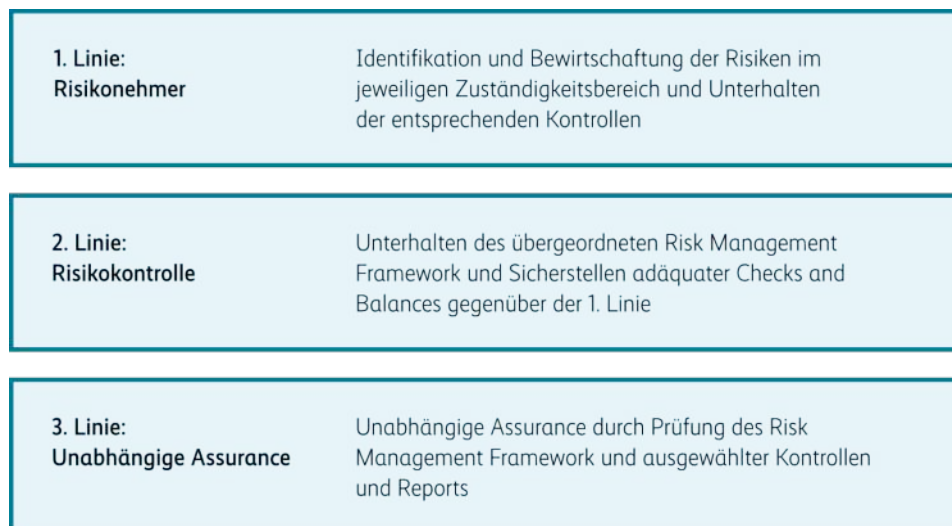 1. Linie:
Risikonehmer
Identifikation und Bewirtschaftung der Risiken im
jeweiligen Zuständigkeitsbereich und Unterhalten
der entsprechenden Kontrollen
2. Linie:
Risikokontrolle
Unterhalten des übergeordneten Risk Management
Framework und Sicherstellen adäquater Checks and
Balances gegenüber der 1. Linie
3. Linie:
Unabhängige Assurance
Unabhängige Assurance durch Prüfung des Risk
Management Framework und ausgewählter Kontrollen
und Reports